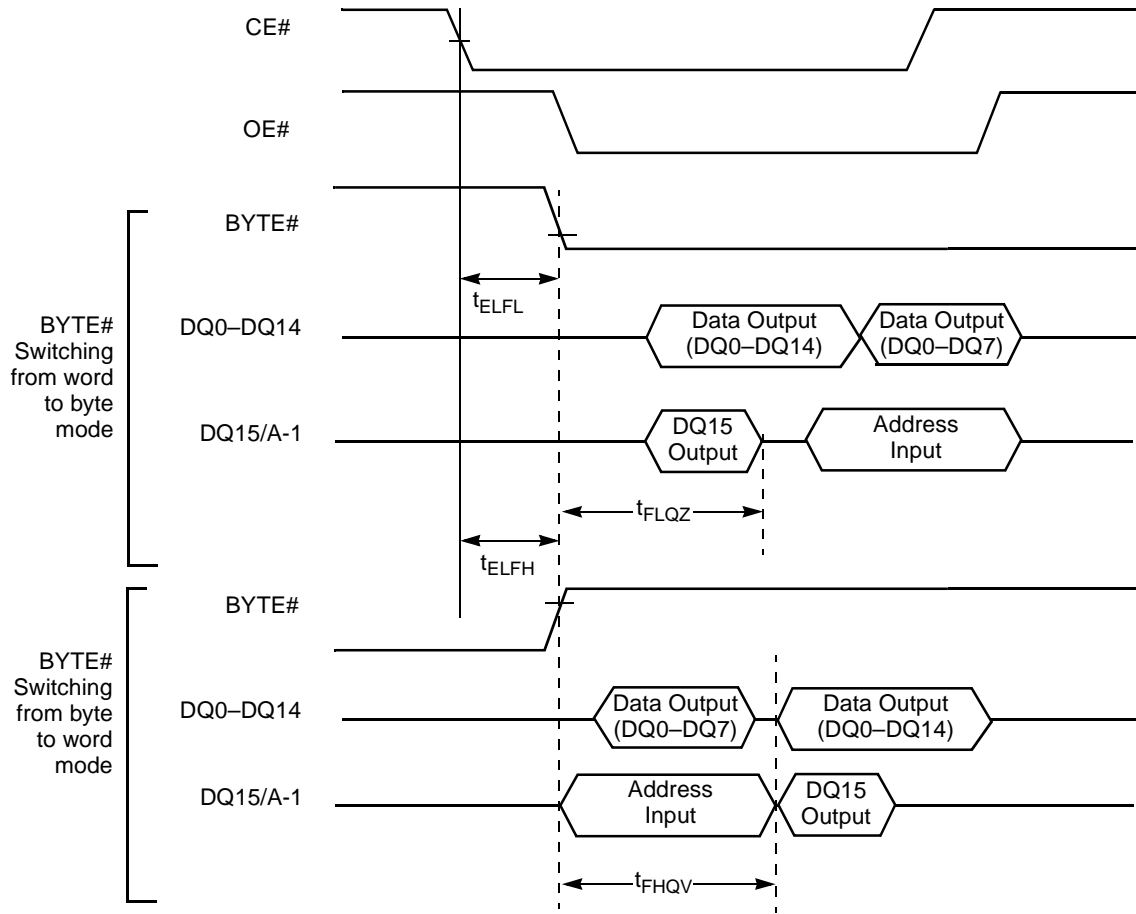 CE#
OE#
BYTE#
tELFL
BYTE#
Switching
from word
to byte
mode
DQ0–DQ14
Data Output
(DQ0–DQ14)
Data Output
(DQ0–DQ7)
DQ15/A-1
DQ15
Output
Address
Input
tFLQZ
tELFH
BYTE#
BYTE#
Switching
from byte
to word
mode
DQ0–DQ14
Data Output
(DQ0–DQ7)
Data Output
(DQ0–DQ14)
DQ15/A-1
Address
Input
DQ15
Output
tFHQV